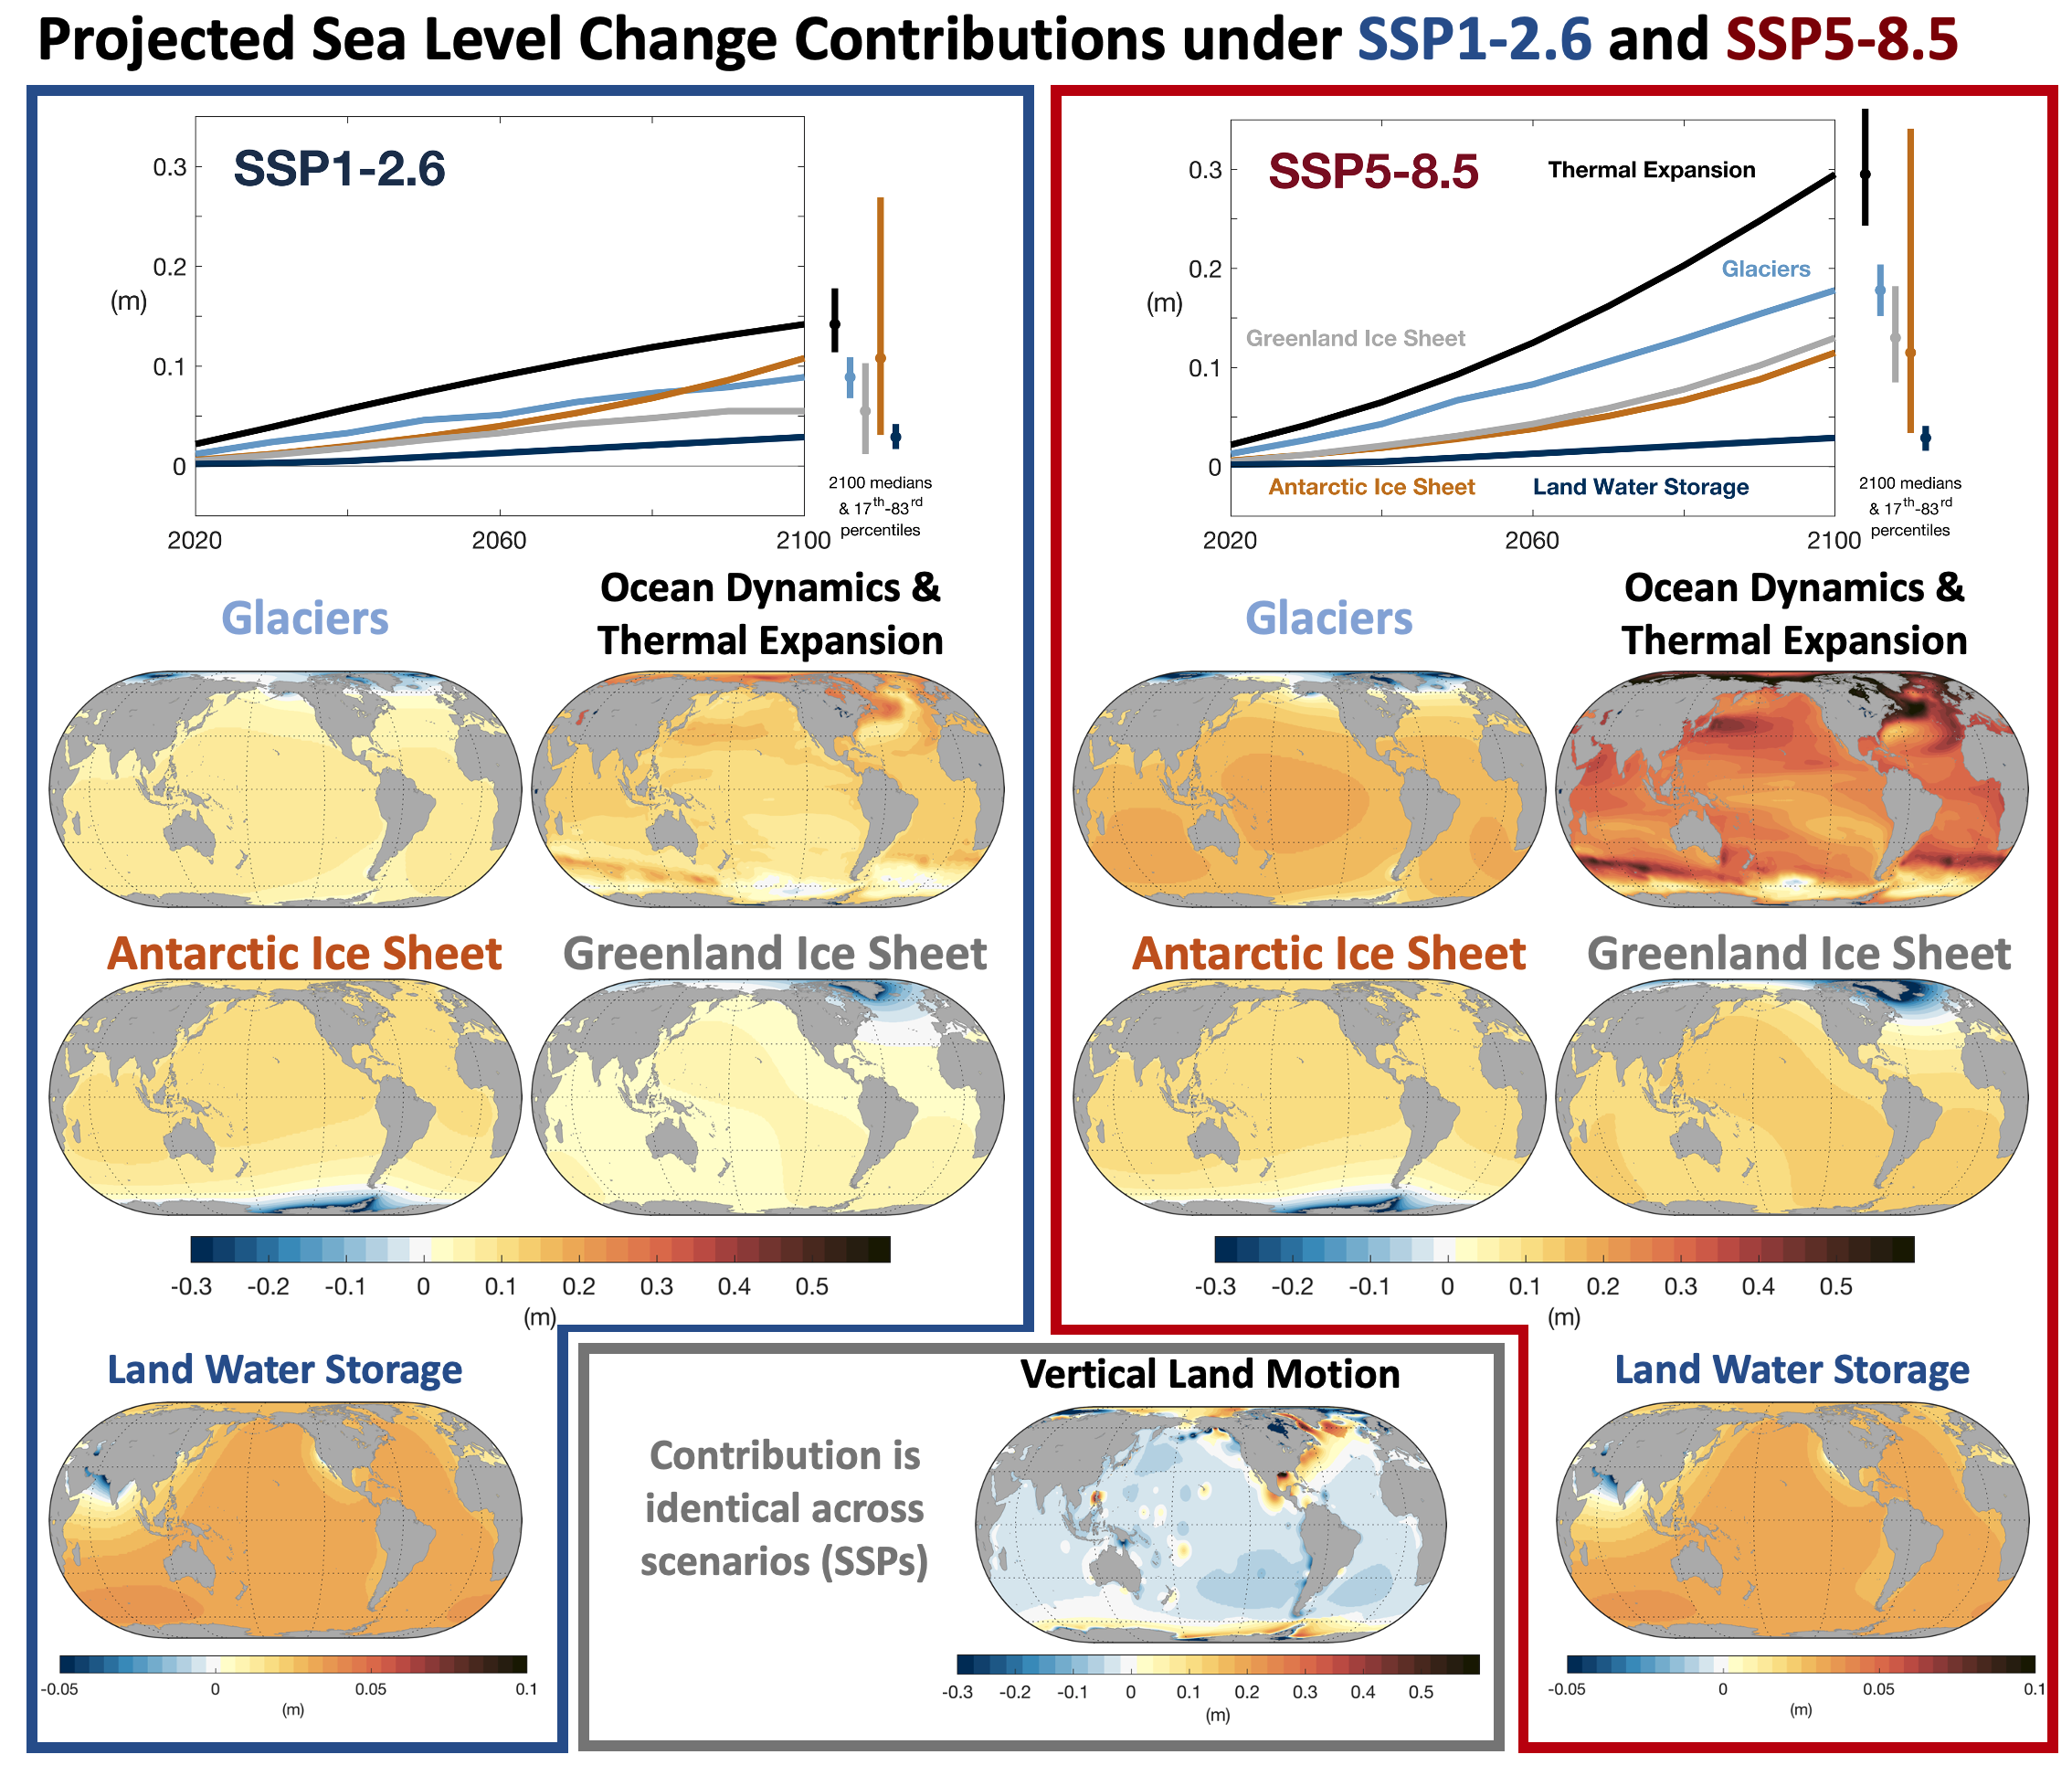 Projected Sea Level Change Contributions under SSP1-2.6 and SSP5-8.5
SSP1-2.6
0.3
0.2
(m)
0.1
0
2020
2060
2100
2100 medians
& 17th-83rd
percentiles
Glaciers
Ocean Dynamics &
Thermal Expansion
Antarctic Ice Sheet
Greenland Ice Sheet
-0.3 -0.2 -0.1 0 0.1 0.2 0.3 0.4 0.5
(m)
Land Water Storage
-0.05 0 0.05 0.1
(m)
SSP5-8.5
Thermal Expansion
0.3
Glaciers
0.2
(m)
Greenland Ice Sheet
0.1
0
Antarctic Ice Sheet
Land Water Storage
2020
2060
2100
2100 medians
& 17th-83rd
percentiles
Glaciers
Ocean Dynamics &
Thermal Expansion
Antarctic Ice Sheet
Greenland Ice Sheet
-0.3 -0.2 -0.1 0 0.1 0.2 0.3 0.4 0.5
(m)
Land Water Storage
-0.05 0 0.05 0.1
(m)
Vertical Land Motion
Contribution is
identical across
scenarios (SSPs)
-0.3 -0.2 -0.1 0 0.1 0.2 0.3 0.4 0.5
(m)